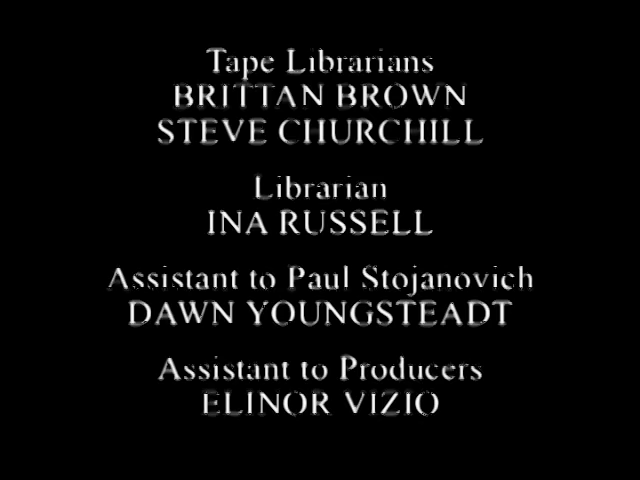 Tape Librarians
BRITTAN BROWN
STEVE CHURCHILL
Librarian
INA RUSSELL
Assistant to Paul Stojanovich
DAWN YOUNGSTEADT
Assistant to Producers
ELINOR VIZIO